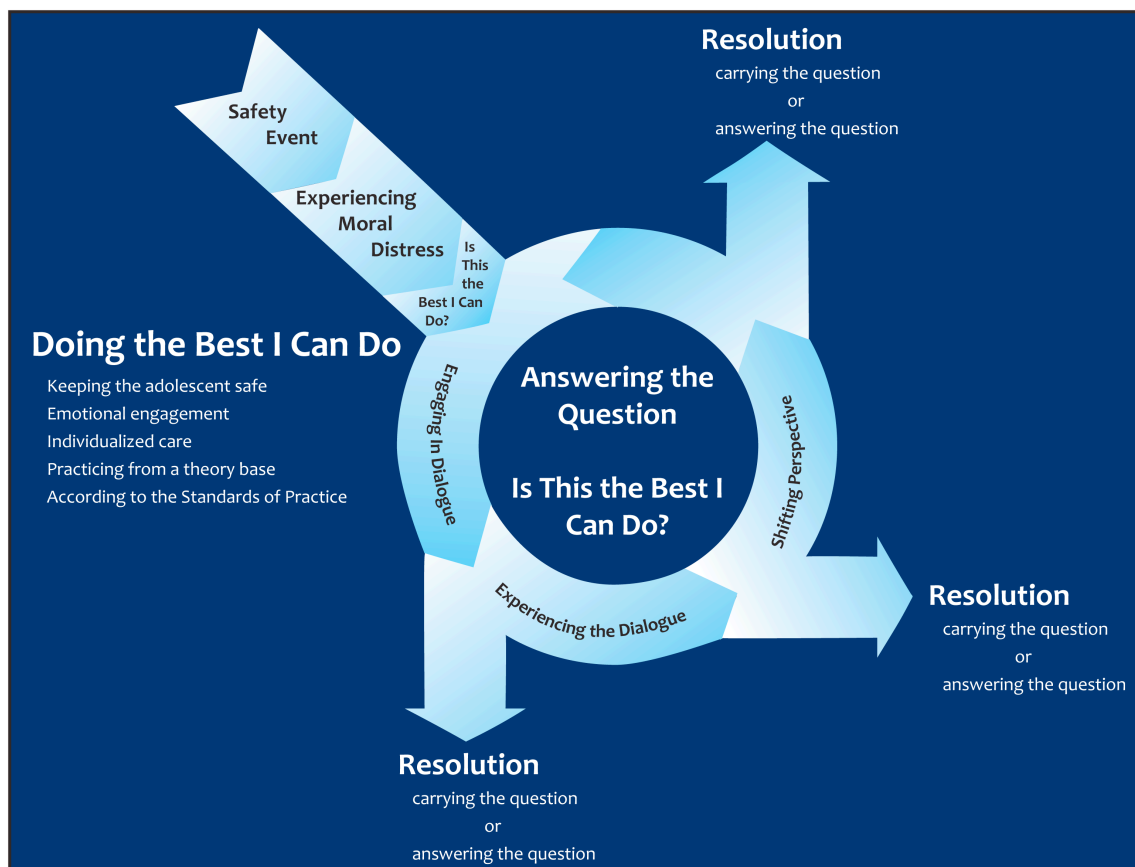 Resolution
carrying the question
or
answering the question
Safety
Event
Experiencing
Moral
Distress
Is
This
the
Best I Can
Do?
Doing the Best I Can Do
Keeping the adolescent safe
Emotional engagement
Individualized care
Practicing from a theory base
According to the Standards of Practice
Engaging In Dialogue
Answering the
Question
Is This the Best I
Can Do?
Shifting Perspective
Experiencing the Dialogue
Resolution
carrying the question
or
answering the question
Resolution
carrying the question
or
answering the question